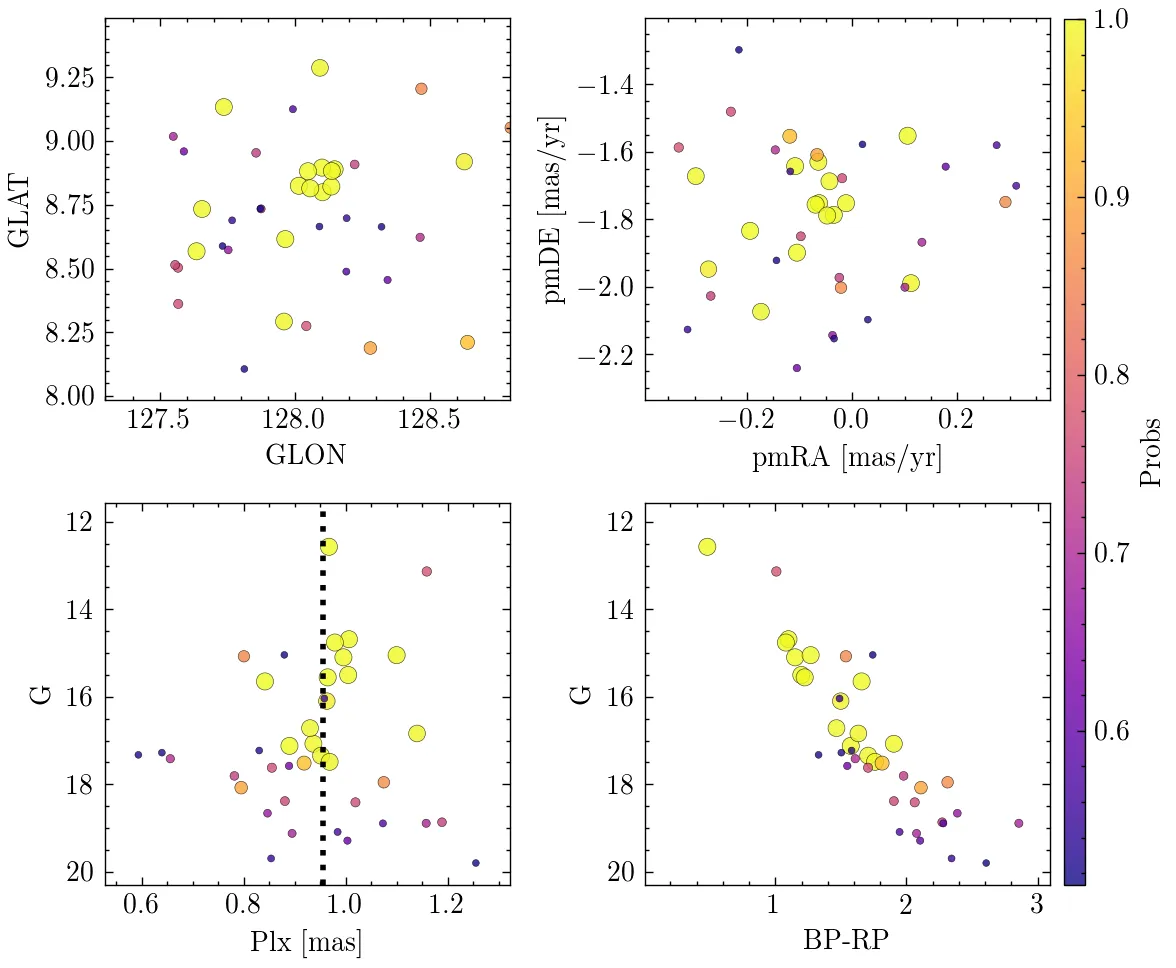 9.25
9.00
8.75
8.50
8.25
8.00
GLAT
127.5 128.0 128.5
GLON
−1.4
−1.6
−1.8
−2.0
−2.2
pmDE [mas/yr]
−0.2 0.0 0.2
pmRA [mas/yr]
12
14
16
18
20
G
0.6 0.8 1.0 1.2
Plx [mas]
12
14
16
18
20
G
1 2 3
BP-RP
1.0
0.9
0.8
0.7
0.6
Probs